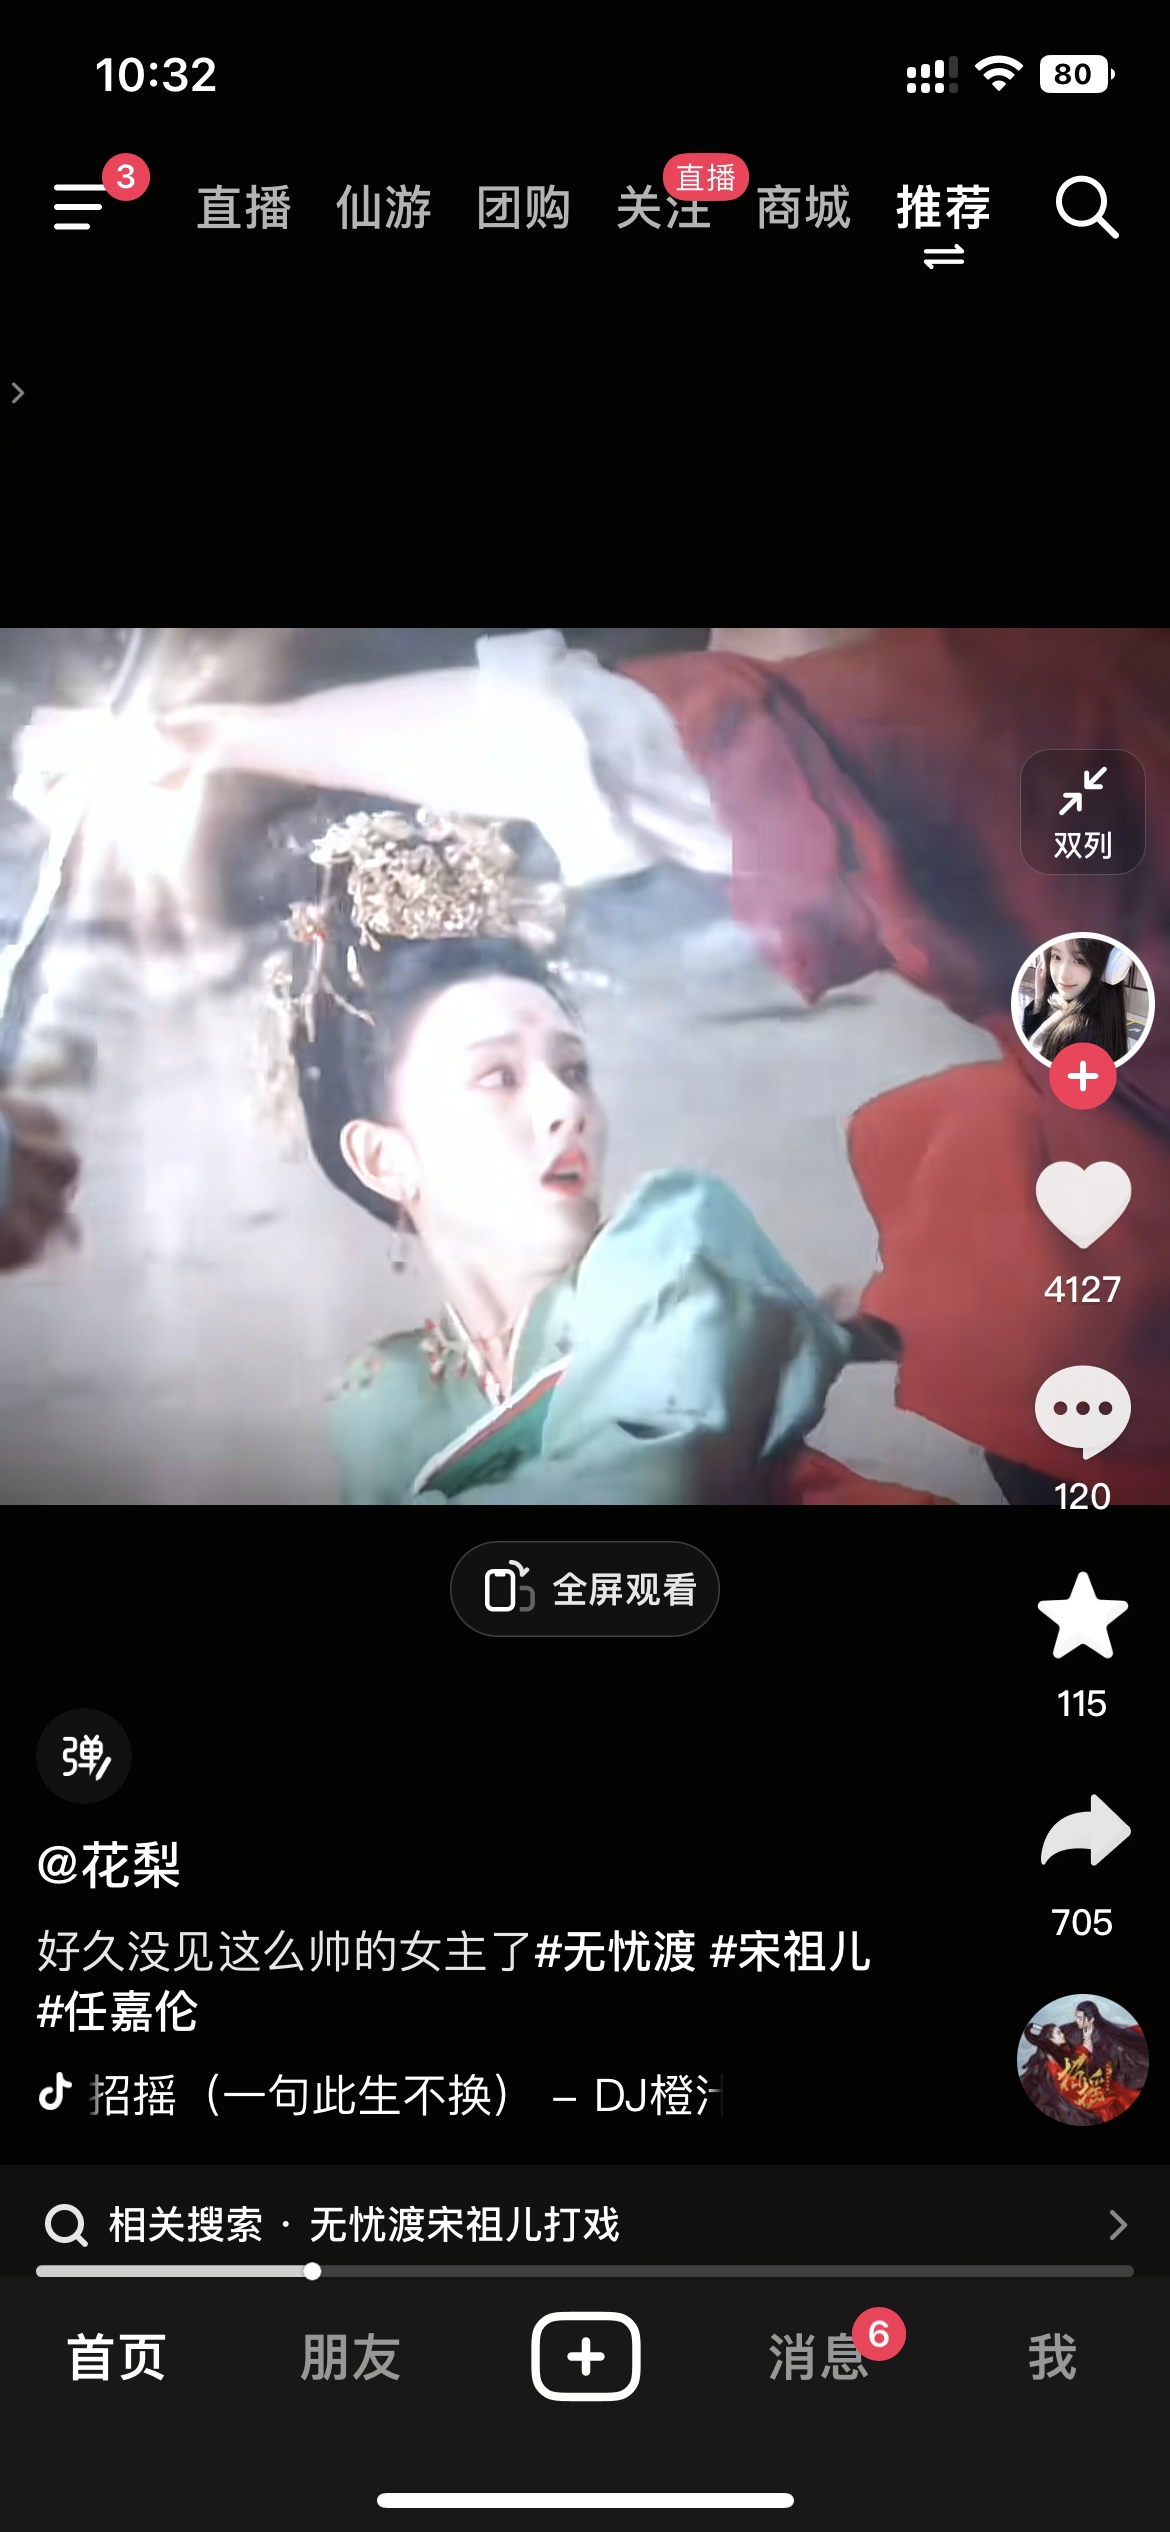 10:32
80
3
直播
直播 仙游 团购 关注 商城 推荐
双列
4127
120
全屏观看
115
弹
@花梨
705
好久没见这么帅的女主了#无忧渡 #宋祖儿
#任嘉伦
招摇
招摇（一句此生不换） – DJ橙
相关搜索 · 无忧渡宋祖儿打戏
首页 朋友 消息 6 我